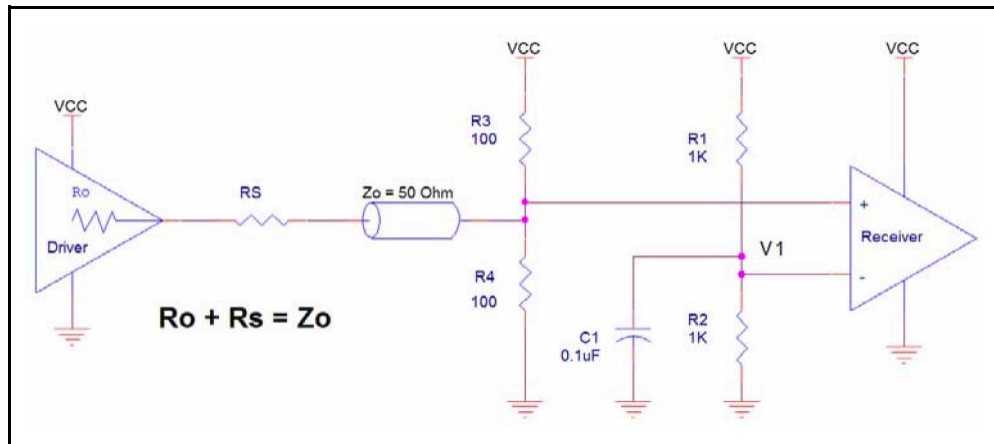 VCC
Ro
Driver
RS
Zo = 50 Ohm
VCC
R3
100
R4
100
VCC
R1
1K
V1
R2
1K
C1
0.1uF
VCC
+
Receiver
-
Ro + Rs = Zo